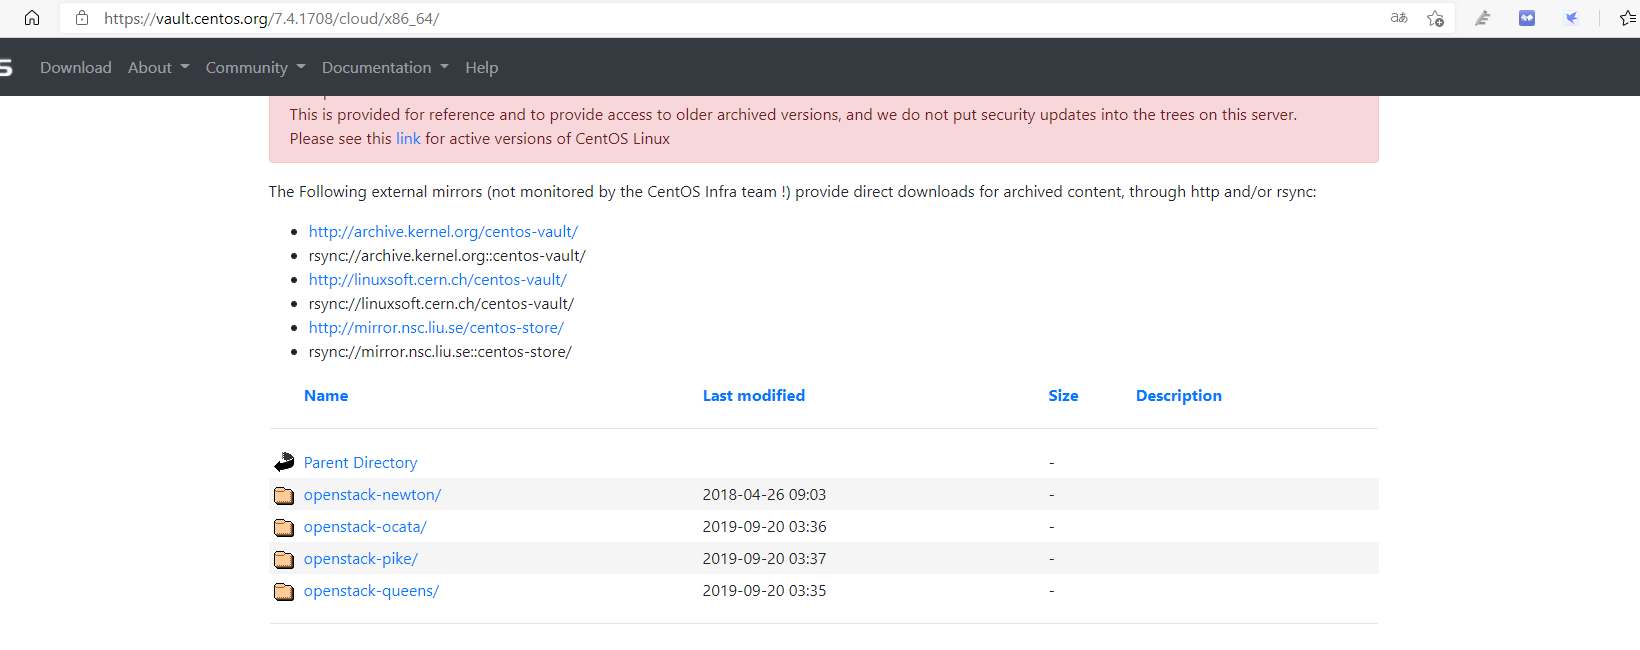 https://vault.centos.org/7.4.1708/cloud/x86_64/
S Download About Community Documentation Help
This is provided for reference and to provide access to older archived versions, and we do not put security updates into the trees on this server.
Please see this link for active versions of CentOS Linux
The Following external mirrors (not monitored by the CentOS Infra team !) provide direct downloads for archived content, through http and/or rsync:
http://archive.kernel.org/centos-vault/
rsync://archive.kernel.org::centos-vault/
http://linuxsoft.cern.ch/centos-vault/
rsync://linuxsoft.cern.ch/centos-vault/
http://mirror.nsc.liu.se/centos-store/
rsync://mirror.nsc.liu.se::centos-store/
Name Last modified Size Description
Parent Directory -
openstack-newton/ 2018-04-26 09:03 -
openstack-ocata/ 2019-09-20 03:36 -
openstack-pike/ 2019-09-20 03:37 -
openstack-queens/ 2019-09-20 03:35 -